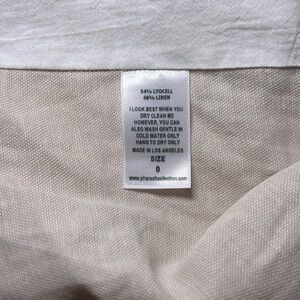 54% LYOCELL
46% LINEN
I LOOK BEST WHEN YOU
DRY CLEAN ME
HOWEVER, YOU CAN
ALSO WASH GENTLE IN
COLD WATER ONLY
HANG TO DRY ONLY
MADE IN LOS ANGELES
SIZE
0
www.pharaohcollection.com